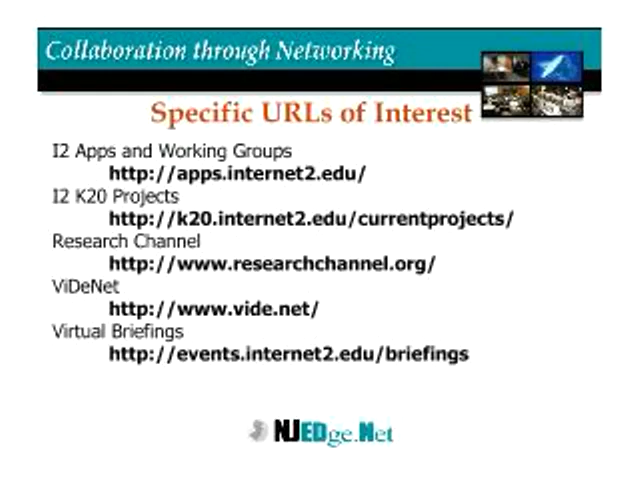 Collaboration through Networking
Specific URLs of Interest
I2 Apps and Working Groups
http://apps.internet2.edu/
I2 K20 Projects
http://k20.internet2.edu/currentprojects/
Research Channel
http://www.researchchannel.org/
ViDeNet
http://www.vide.net/
Virtual Briefings
http://events.internet2.edu/briefings
NJEDge.Net